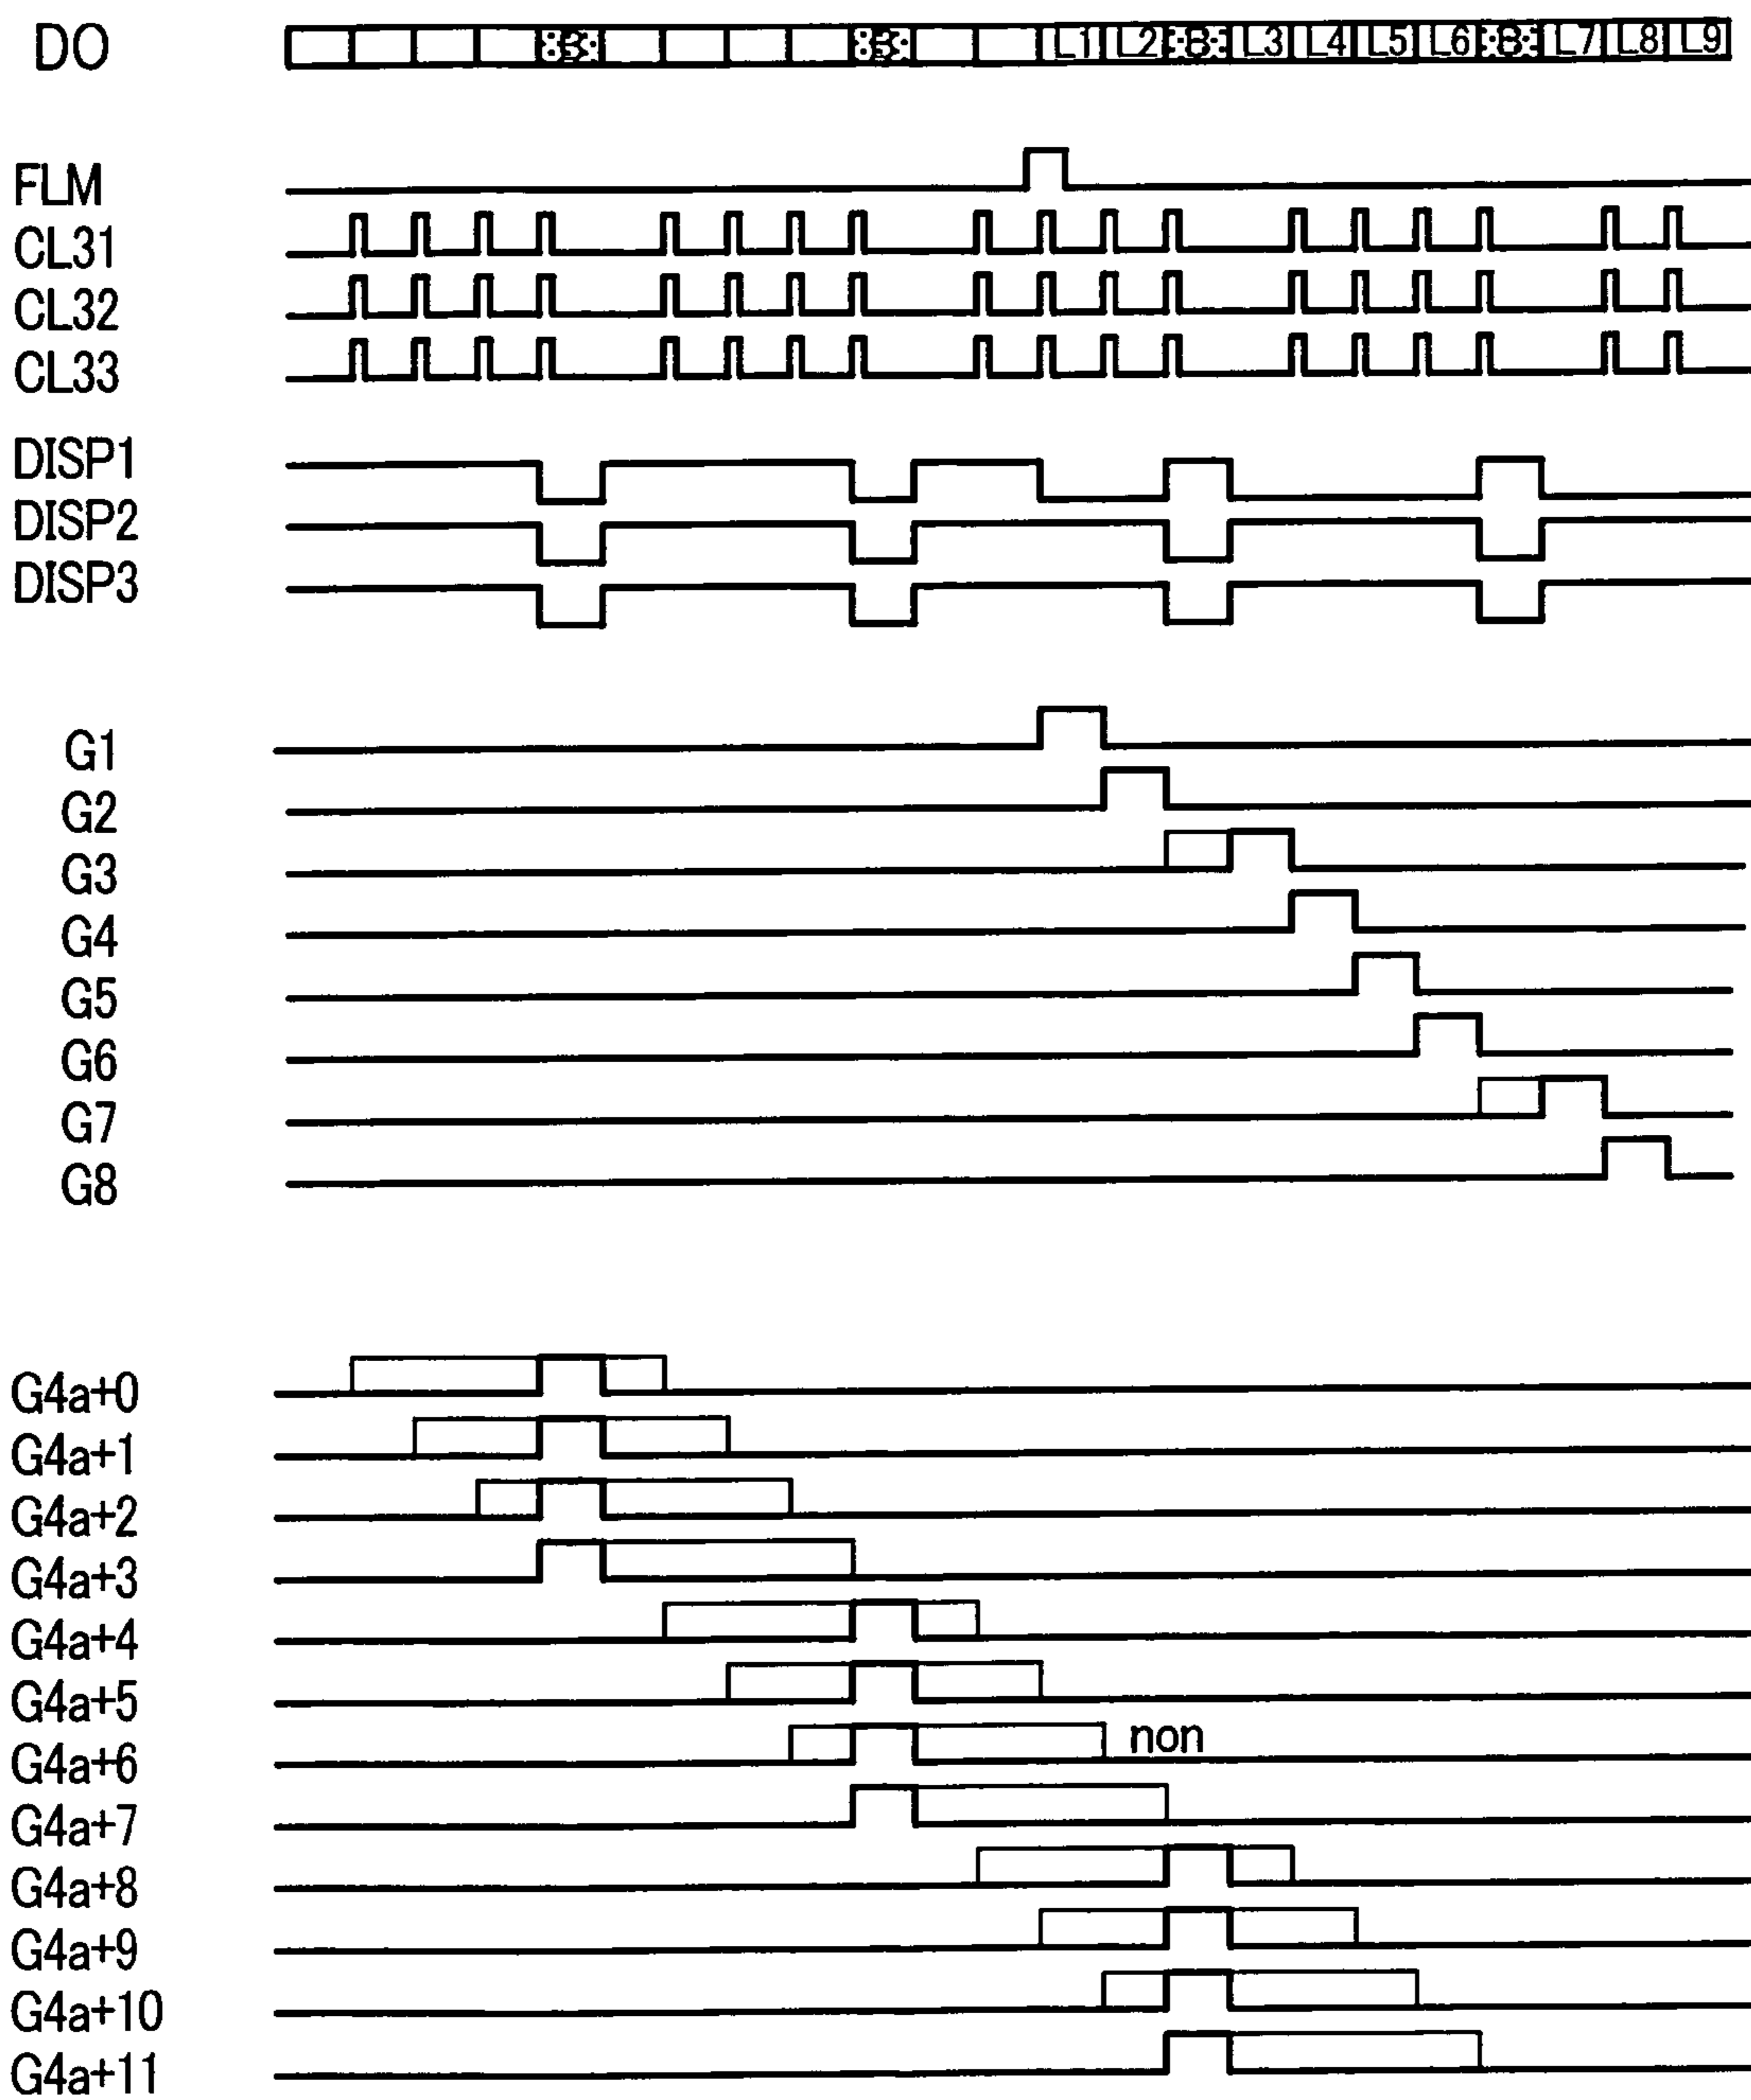 DO L1 L2 B L3 L4 L5 L6 B L7 L8 L9
FLM
CL31
CL32
CL33
DISP1
DISP2
DISP3
G1
G2
G3
G4
G5
G6
G7
G8
G4a+0
G4a+1
G4a+2
G4a+3
G4a+4
G4a+5
G4a+6 non
G4a+7
G4a+8
G4a+9
G4a+10
G4a+11